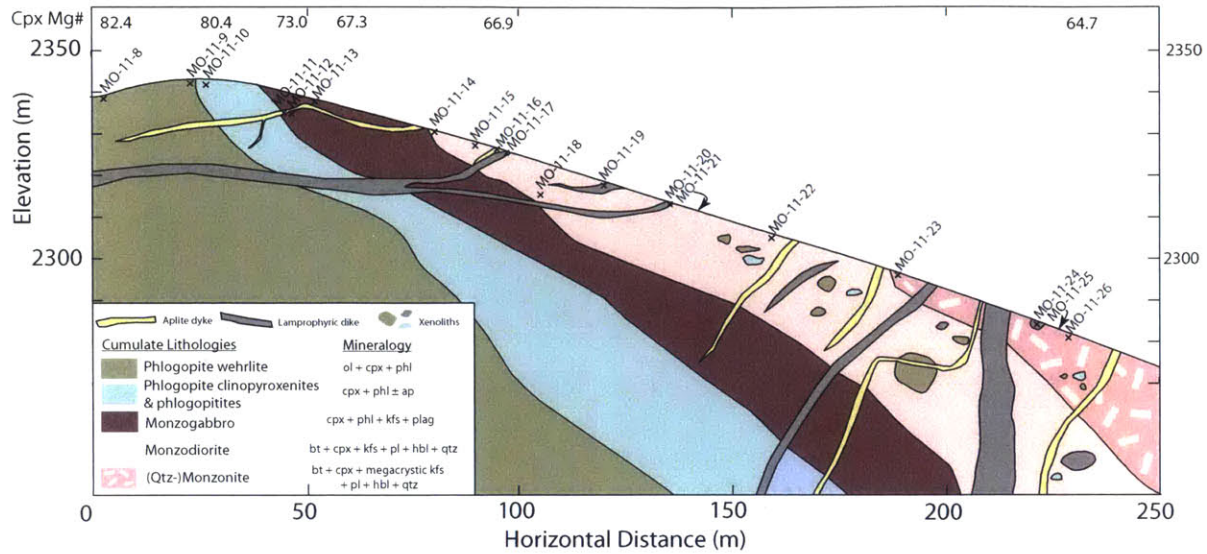 Cpx Mg# 82.4 80.4 73.0 67.3 66.9 64.7
2350
2350
MO-11-8
MO-11-9
MO-11-10
MO-11-11
MO-11-12
MO-11-13
MO-11-14
MO-11-15
MO-11-16
MO-11-17
MO-11-18
MO-11-19
MO-11-20
MO-11-21
MO-11-22
MO-11-23
MO-11-24
MO-11-25
MO-11-26
Elevation (m)
2300
2300
Aplite dyke Lamprophyric dike Xenoliths
Cumulate Lithologies Mineralogy
Phlogopite wehrlite ol + cpx + phl
Phlogopite clinopyroxenites
& phlogopitites cpx + phl ± ap
Monzogabbro cpx + phl + kfs + plag
Monzodiorite bt + cpx + kfs + pl + hbl + qtz
(Qtz-)Monzonite bt + cpx + megacrystic kfs
+ pl + hbl + qtz
0 50 100 150 200 250
Horizontal Distance (m)